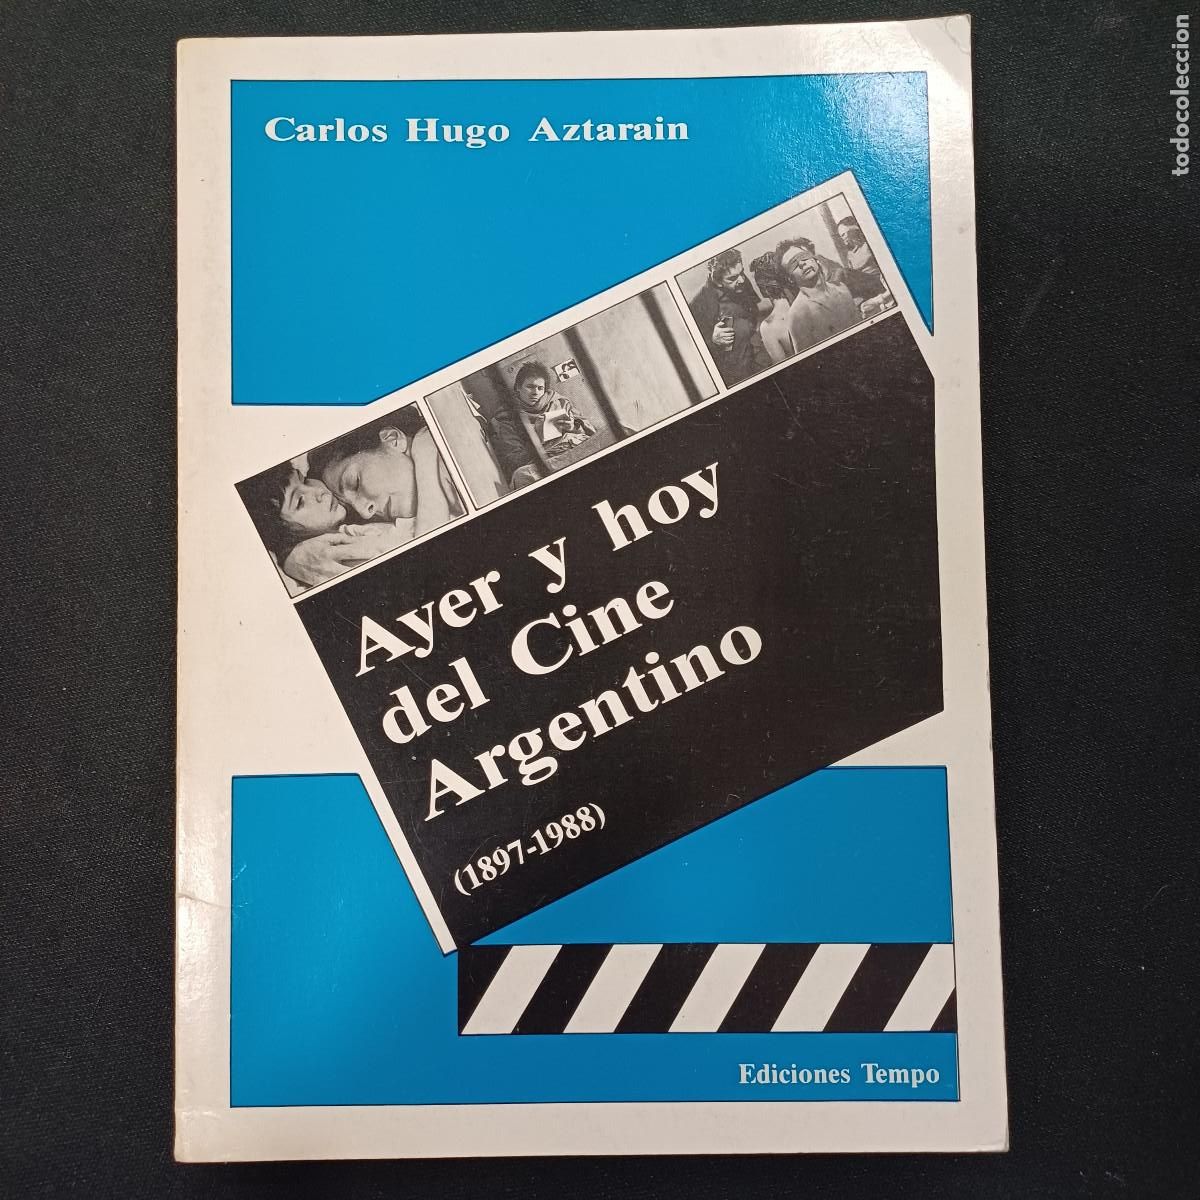 Carlos Hugo Aztarain
Ayer y hoy
del Cine
Argentino
(1897-1988)
Ediciones Tempo
todocoleccion